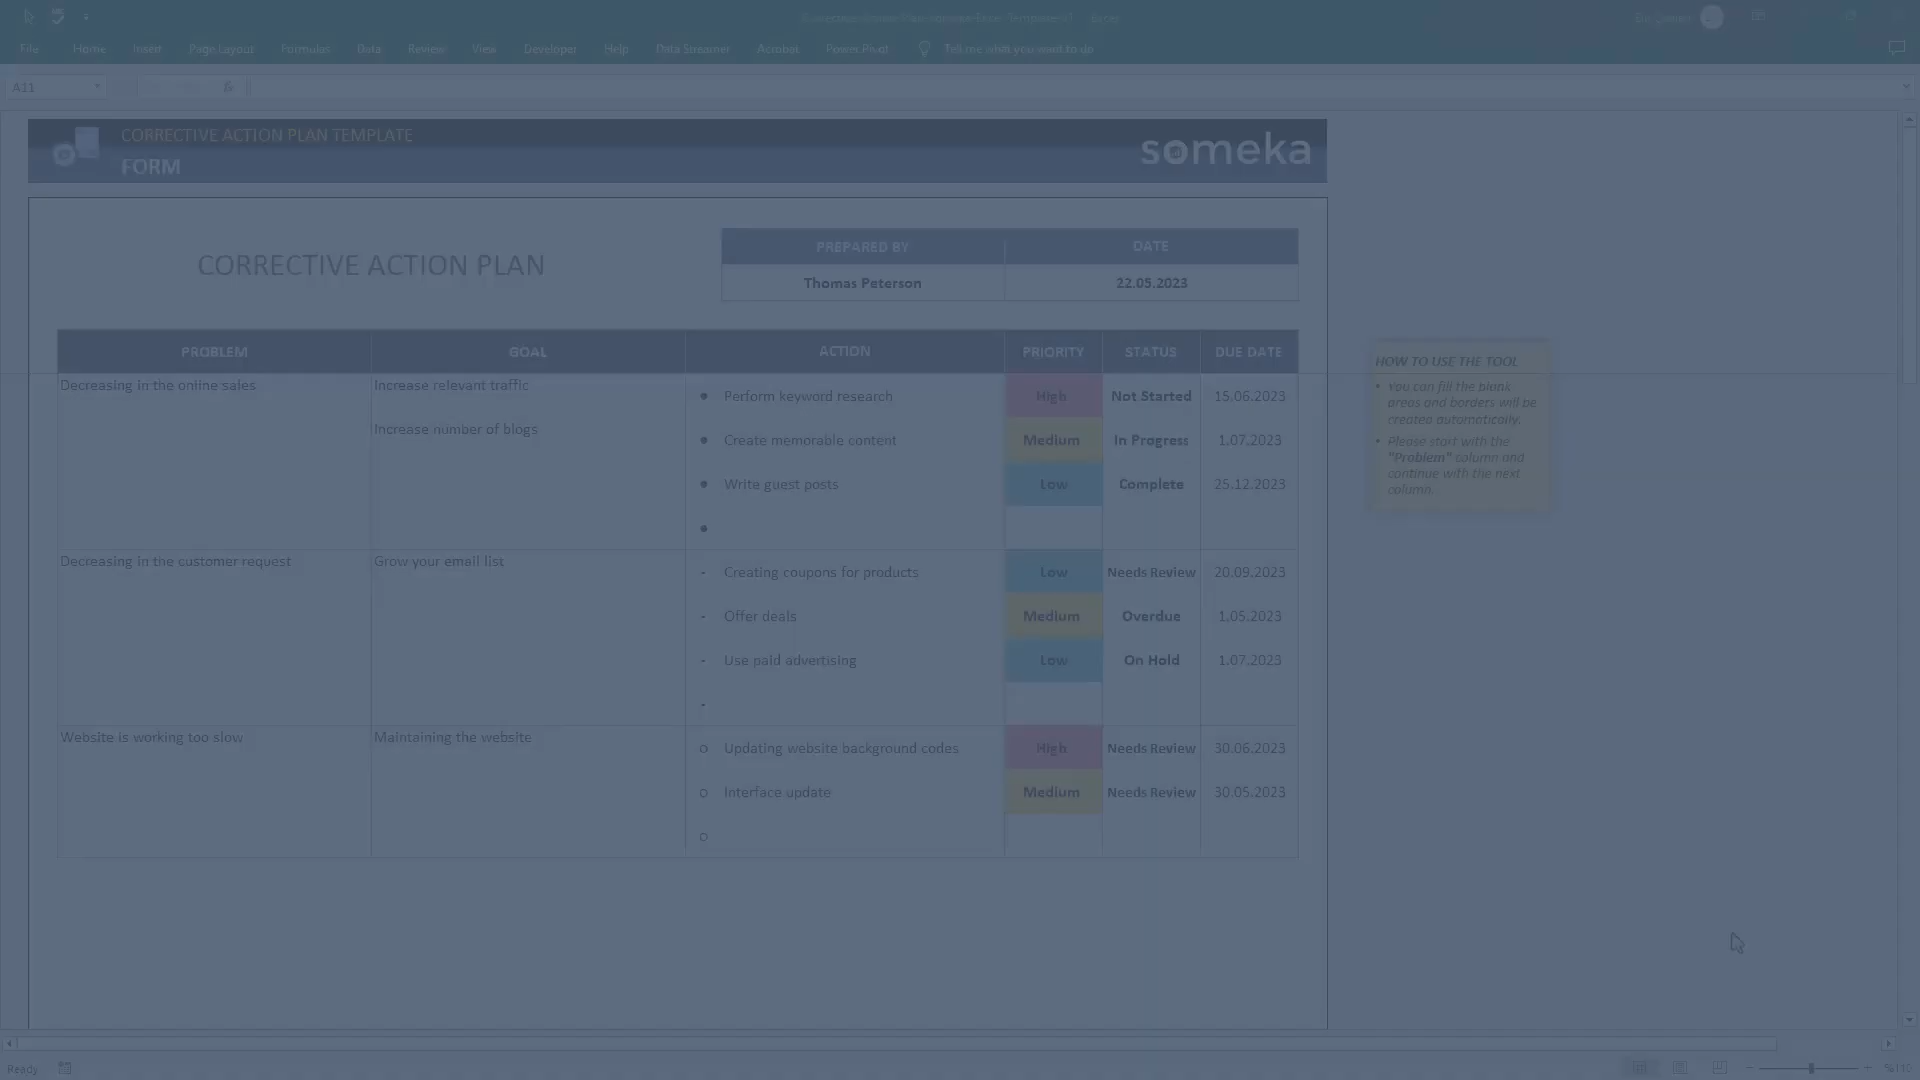 Excel
File Home Insert Page Layout Formulas Data Review View Developer Help Data Streamer Acrobat Power Pivot Tell me what you want to do
A11 fx
CORRECTIVE ACTION PLAN TEMPLATE
FORM
someka
CORRECTIVE ACTION PLAN
PREPARED BY DATE
Thomas Peterson 22.05.2023
PROBLEM GOAL ACTION PRIORITY STATUS DUE DATE
Decreasing in the online sales Increase relevant traffic
• Perform keyword research High Not Started 15.06.2023
Increase number of blogs
• Create memorable content Medium In Progress 1.07.2023
• Write guest posts Low Complete 25.12.2023
•
Decreasing in the customer request Grow your email list
- Creating coupons for products Low Needs Review 20.09.2023
- Offer deals Medium Overdue 1.05.2023
- Use paid advertising Low On Hold 1.07.2023
-
Website is working too slow Maintaining the website
o Updating website background codes High Needs Review 30.06.2023
o Interface update Medium Needs Review 30.05.2023
o
HOW TO USE THE TOOL
• You can fill the blank
areas and borders will be
created automatically.
• Please start with the
"Problem" column and
continue with the next
column.
Ready %110